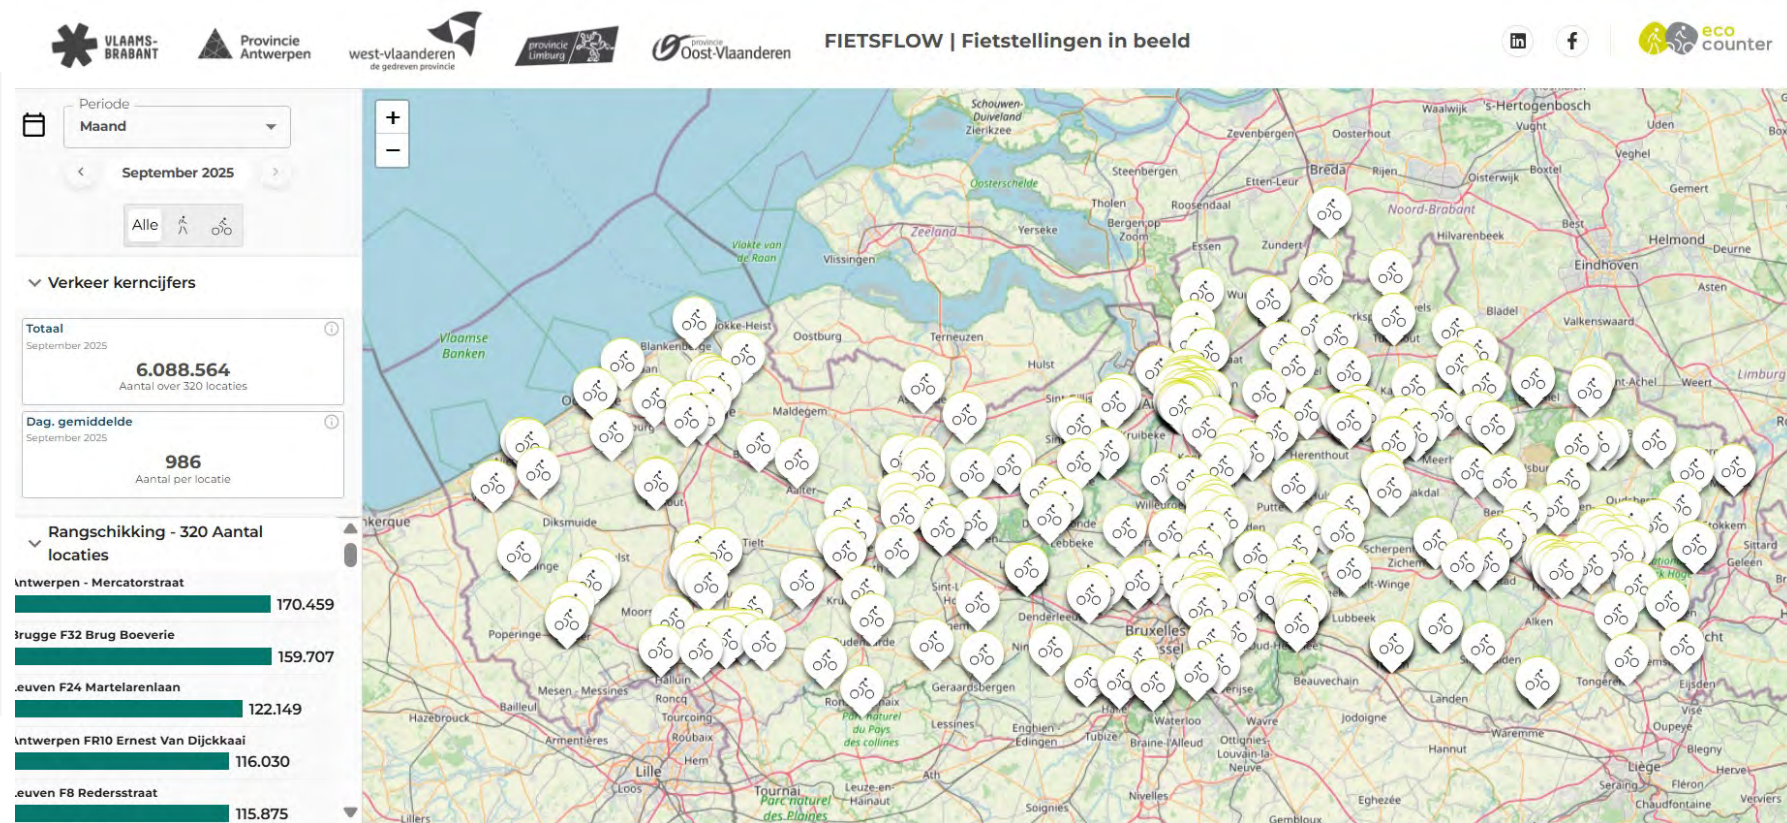 VLAAMS-
BRABANT
Provincie
Antwerpen
west-vlaanderen
de gedreven provincie
provincie
Limburg
provincie
Oost-Vlaanderen
FIETSFLOW | Fietstellingen in beeld
eco
counter
Periode
Maand
September 2025
Alle
Verkeer kerncijfers
Totaal
September 2025
6.088.564
Aantal over 320 locaties
Dag. gemiddelde
September 2025
986
Aantal per locatie
Rangschikking - 320 Aantal
locaties
Antwerpen - Mercatorstraat
170.459
Brugge F32 Brug Boeverie
159.707
Leuven F24 Martelarenlaan
122.149
Antwerpen FR10 Ernest Van Dijckkaai
116.030
Leuven F8 Redersstraat
115.875
+
−
Schouwen-
Duiveland
Zierikzee
Waalwijk
's-Hertogenbosch
Zevenbergen
Oosterhout
Vught
Uden
Veghel
Steenbergen
Breda
Rijen
Boxtel
Oisterwijk
Etten-Leur
Gemert
Oosterschelde
Tholen
Roosendaal
Noord-Brabant
Bergen op
Zoom
Best
Zeeland
Yerseke
Hilvarenbeek
Helmond
Deurne
Essen
Zundert
Vlakte van
de Raan
Vlissingen
Eindhoven
Asten
Bladel
Valkenswaard
Vlaamse
Banken
Oostburg
Terneuzen
Blankenberge
Hulst
Limburg
Weert
Maldegem
Kruibeke
Herenthout
Aalter
Diksmuide
Tielt
Putte
Willebroek
Lebbeke
Scherpen
Zichem
Stokkem
Sittard
Geleen
Poperinge
Denderleeuw
Bruxelles
Lubbeek
Alken
Halluin
Mesen - Messines
Roncq
Geraardsbergen
Beauvechain
Landen
Tongeren
Eijsden
Bailleul
Tourcoing
Hazebrouck
Parc naturel
du Pays
des collines
Lessines
Enghien -
Edingen
Halle
Waterloo
Wavre
Jodoigne
Waremme
Visé
Oupeye
Armentières
Roubaix
Tubize
Braine-l'Alleud
Ottignies-
Louvain-la-
Neuve
Hannut
Blegny
Hem
Lille
Loos
Ath
Liège
Herve
Tournai
Leuze-en-
Hainaut
Nivelles
Eghezée
Seraing
Fléron
Verviers
Parc naturel
des Plaines
Soignies
Chaudfontaine
Lillers
Gembloux